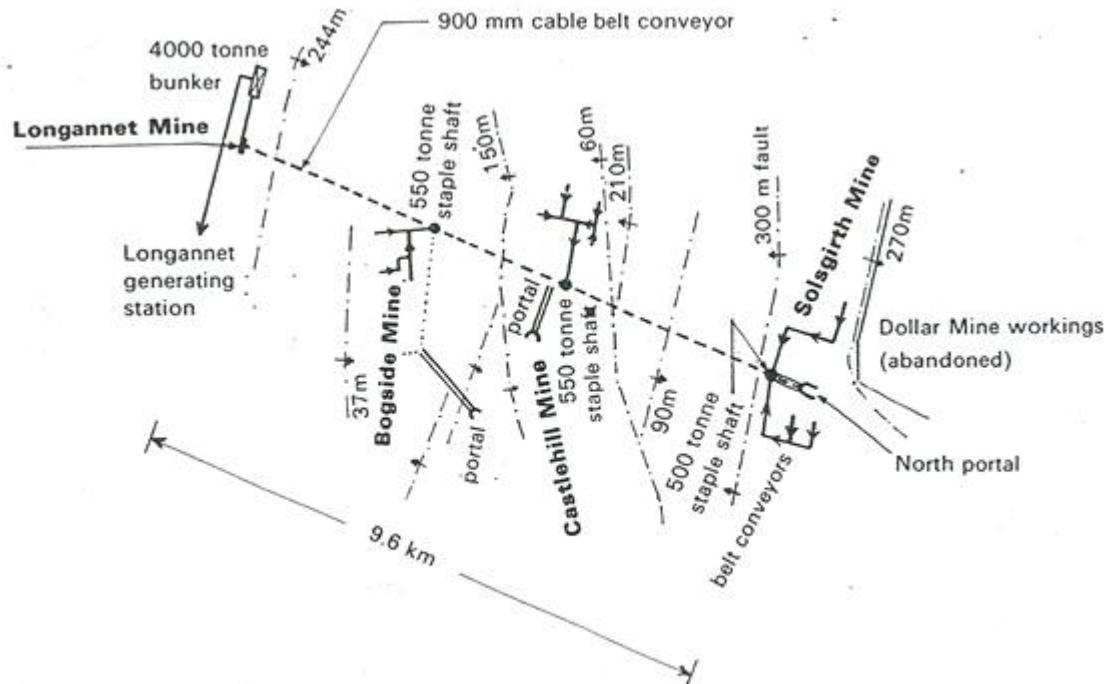 900 mm cable belt conveyor
244m
4000 tonne
bunker
Longannet Mine
550 tonne
staple shaft
150m
60m
210m
300 m fault
Solsgirth Mine
270m
Longannet
generating
station
37m
Bogside Mine
portal
portal
Castlehill Mine
550 tonne
staple shaft
90m
500 tonne
staple shaft
belt conveyors
Dollar Mine workings
(abandoned)
North portal
9.6 km